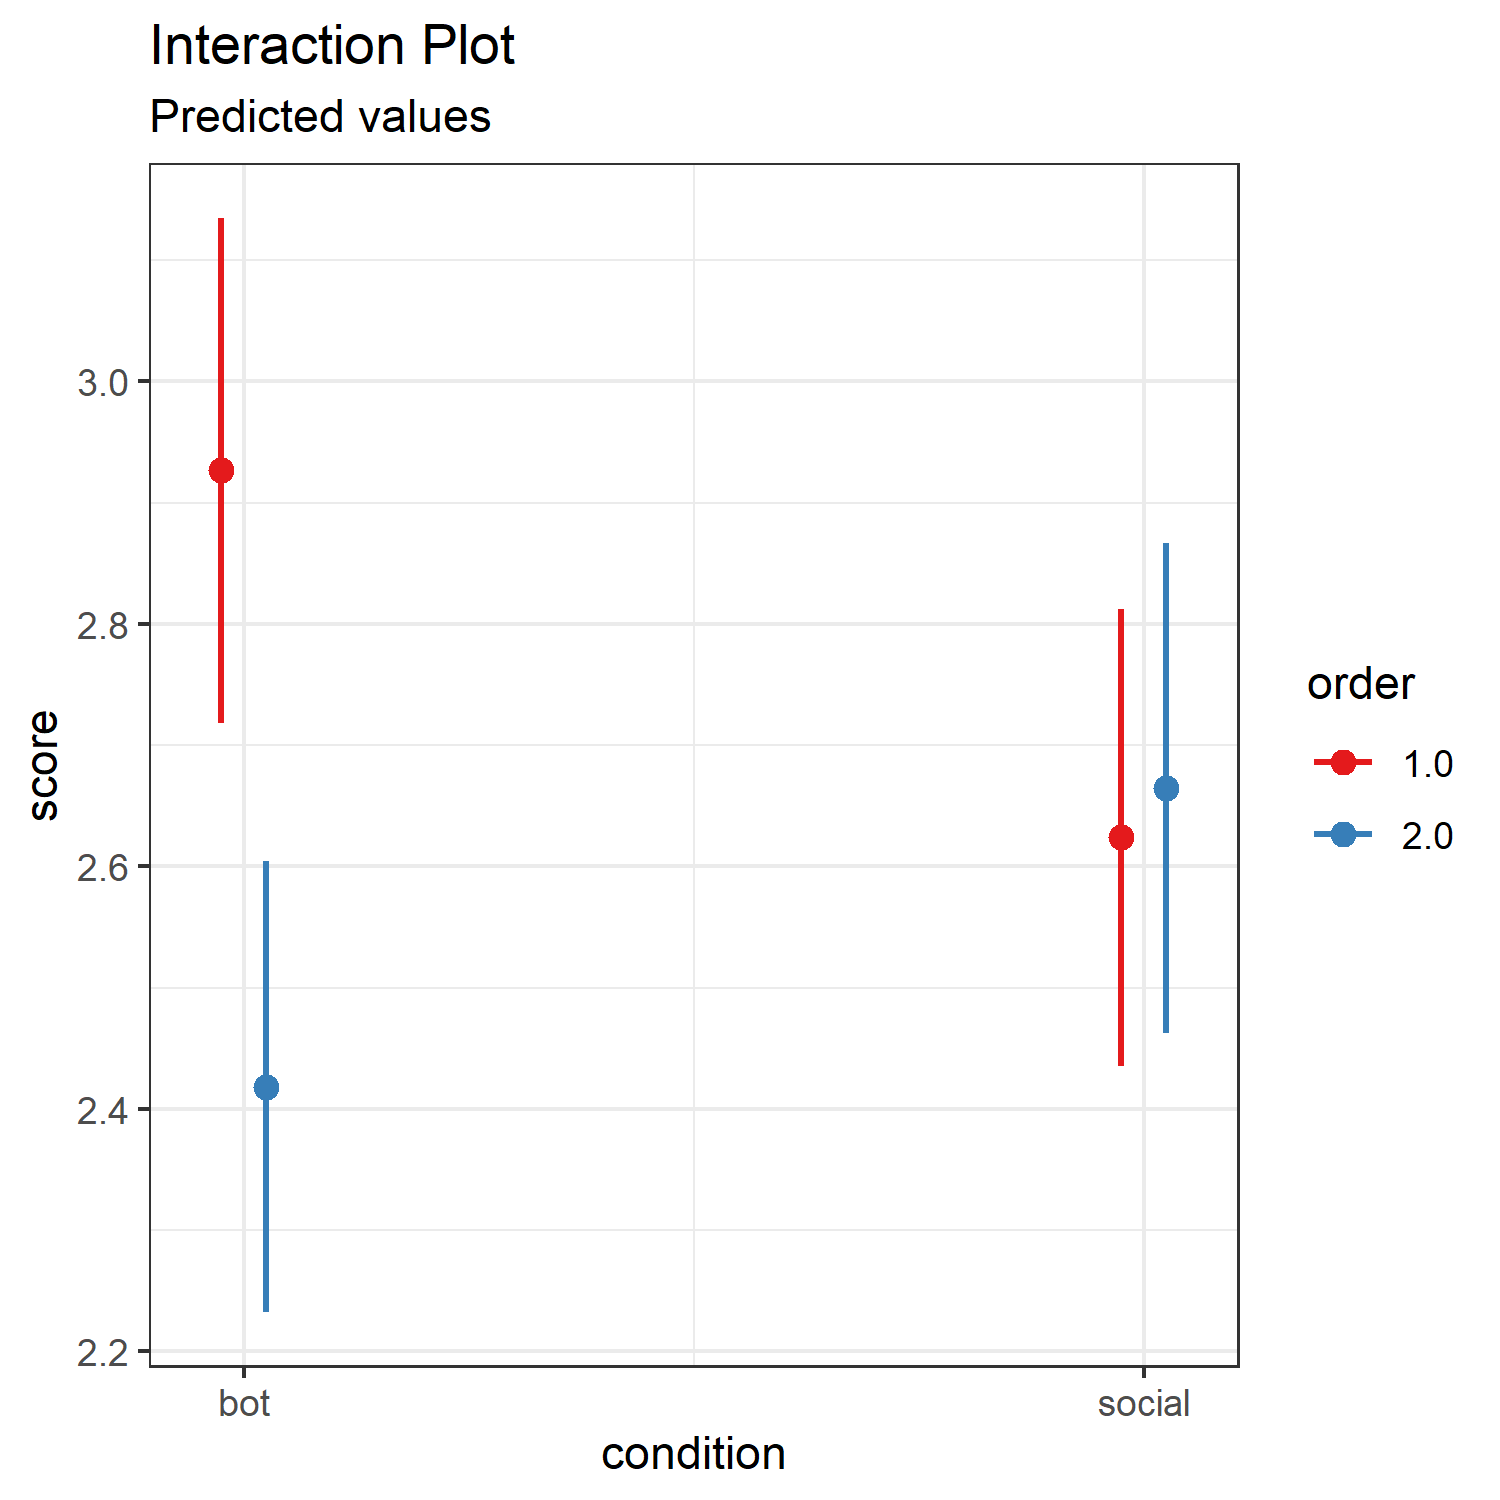 Interaction Plot
Predicted values
score
3.0
2.8
2.6
2.4
2.2
bot
social
condition
order
1.0
2.0